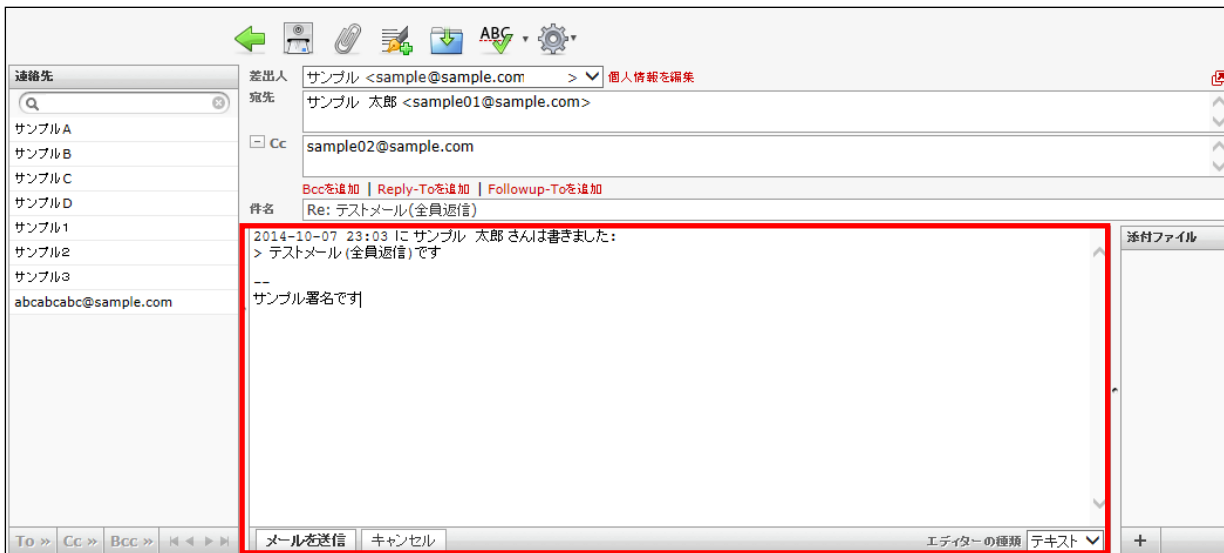 ABC
連絡先
サンプルA
サンプルB
サンプルC
サンプルD
サンプル1
サンプル2
サンプル3
abcabcabc@sample.com
To » Cc » Bcc »
差出人 サンプル <sample@sample.com > 個人情報を編集
宛先 サンプル 太郎 <sample01@sample.com>
Cc sample02@sample.com
Bccを追加 | Reply-Toを追加 | Followup-Toを追加
件名 Re: テストメール(全員返信)
2014-10-07 23:03 に サンプル 太郎 さんは書きました:
> テストメール(全員返信)です
--
サンプル署名です
メールを送信 キャンセル エディターの種類 テキスト
添付ファイル
+